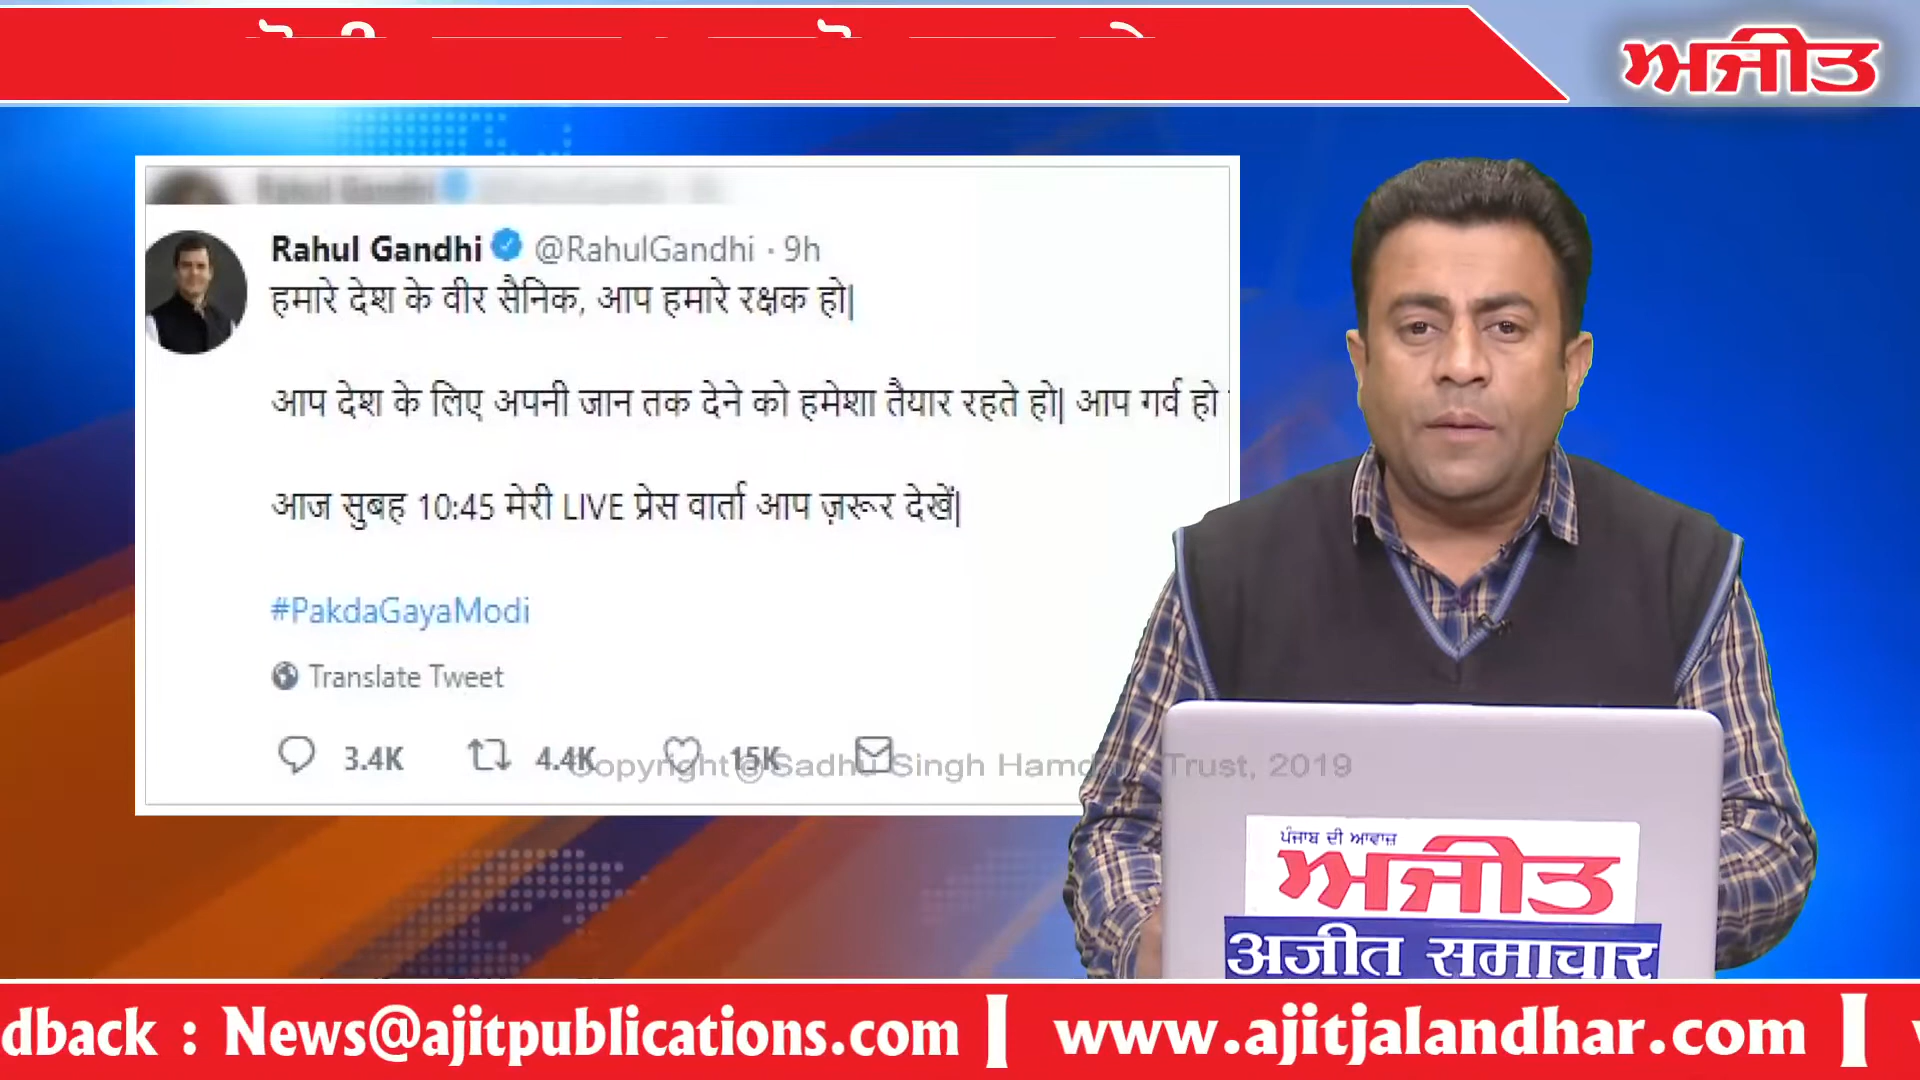 ਅਜੀਤ
Rahul Gandhi @RahulGandhi · 9h
हमारे देश के वीर सैनिक, आप हमारे रक्षक हो|
आप देश के लिए अपनी जान तक देने को हमेशा तैयार रहते हो| आप गर्व हो
आज सुबह 10:45 मेरी LIVE प्रेस वार्ता आप ज़रूर देखें|
#PakdaGayaModi
Translate Tweet
3.4K 4.4K 15K
Copyright @Sadhu Singh Hamdard Trust, 2019
ਪੰਜਾਬ ਦੀ ਆਵਾਜ਼
ਅਜੀਤ
अजीत समाचार
dback : News@ajitpublications.com | www.ajitjalandhar.com |